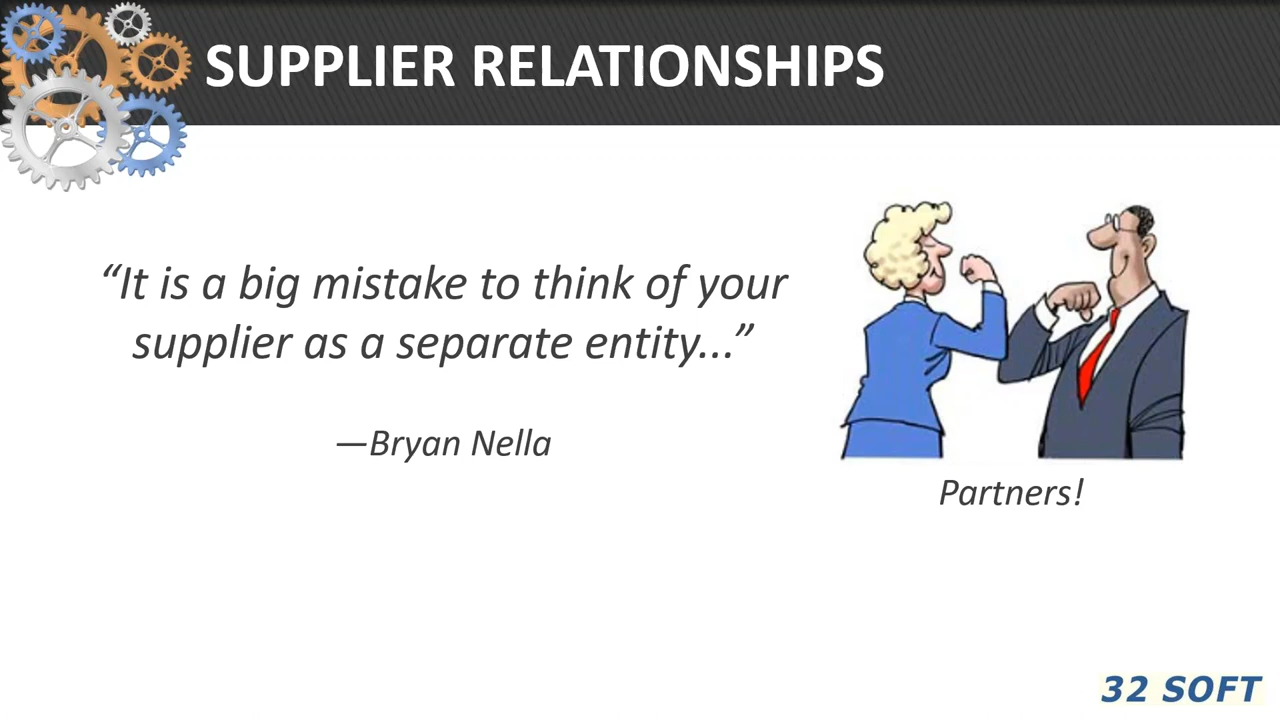 SUPPLIER RELATIONSHIPS
“It is a big mistake to think of your
supplier as a separate entity...”
—Bryan Nella
Partners!
32 SOFT